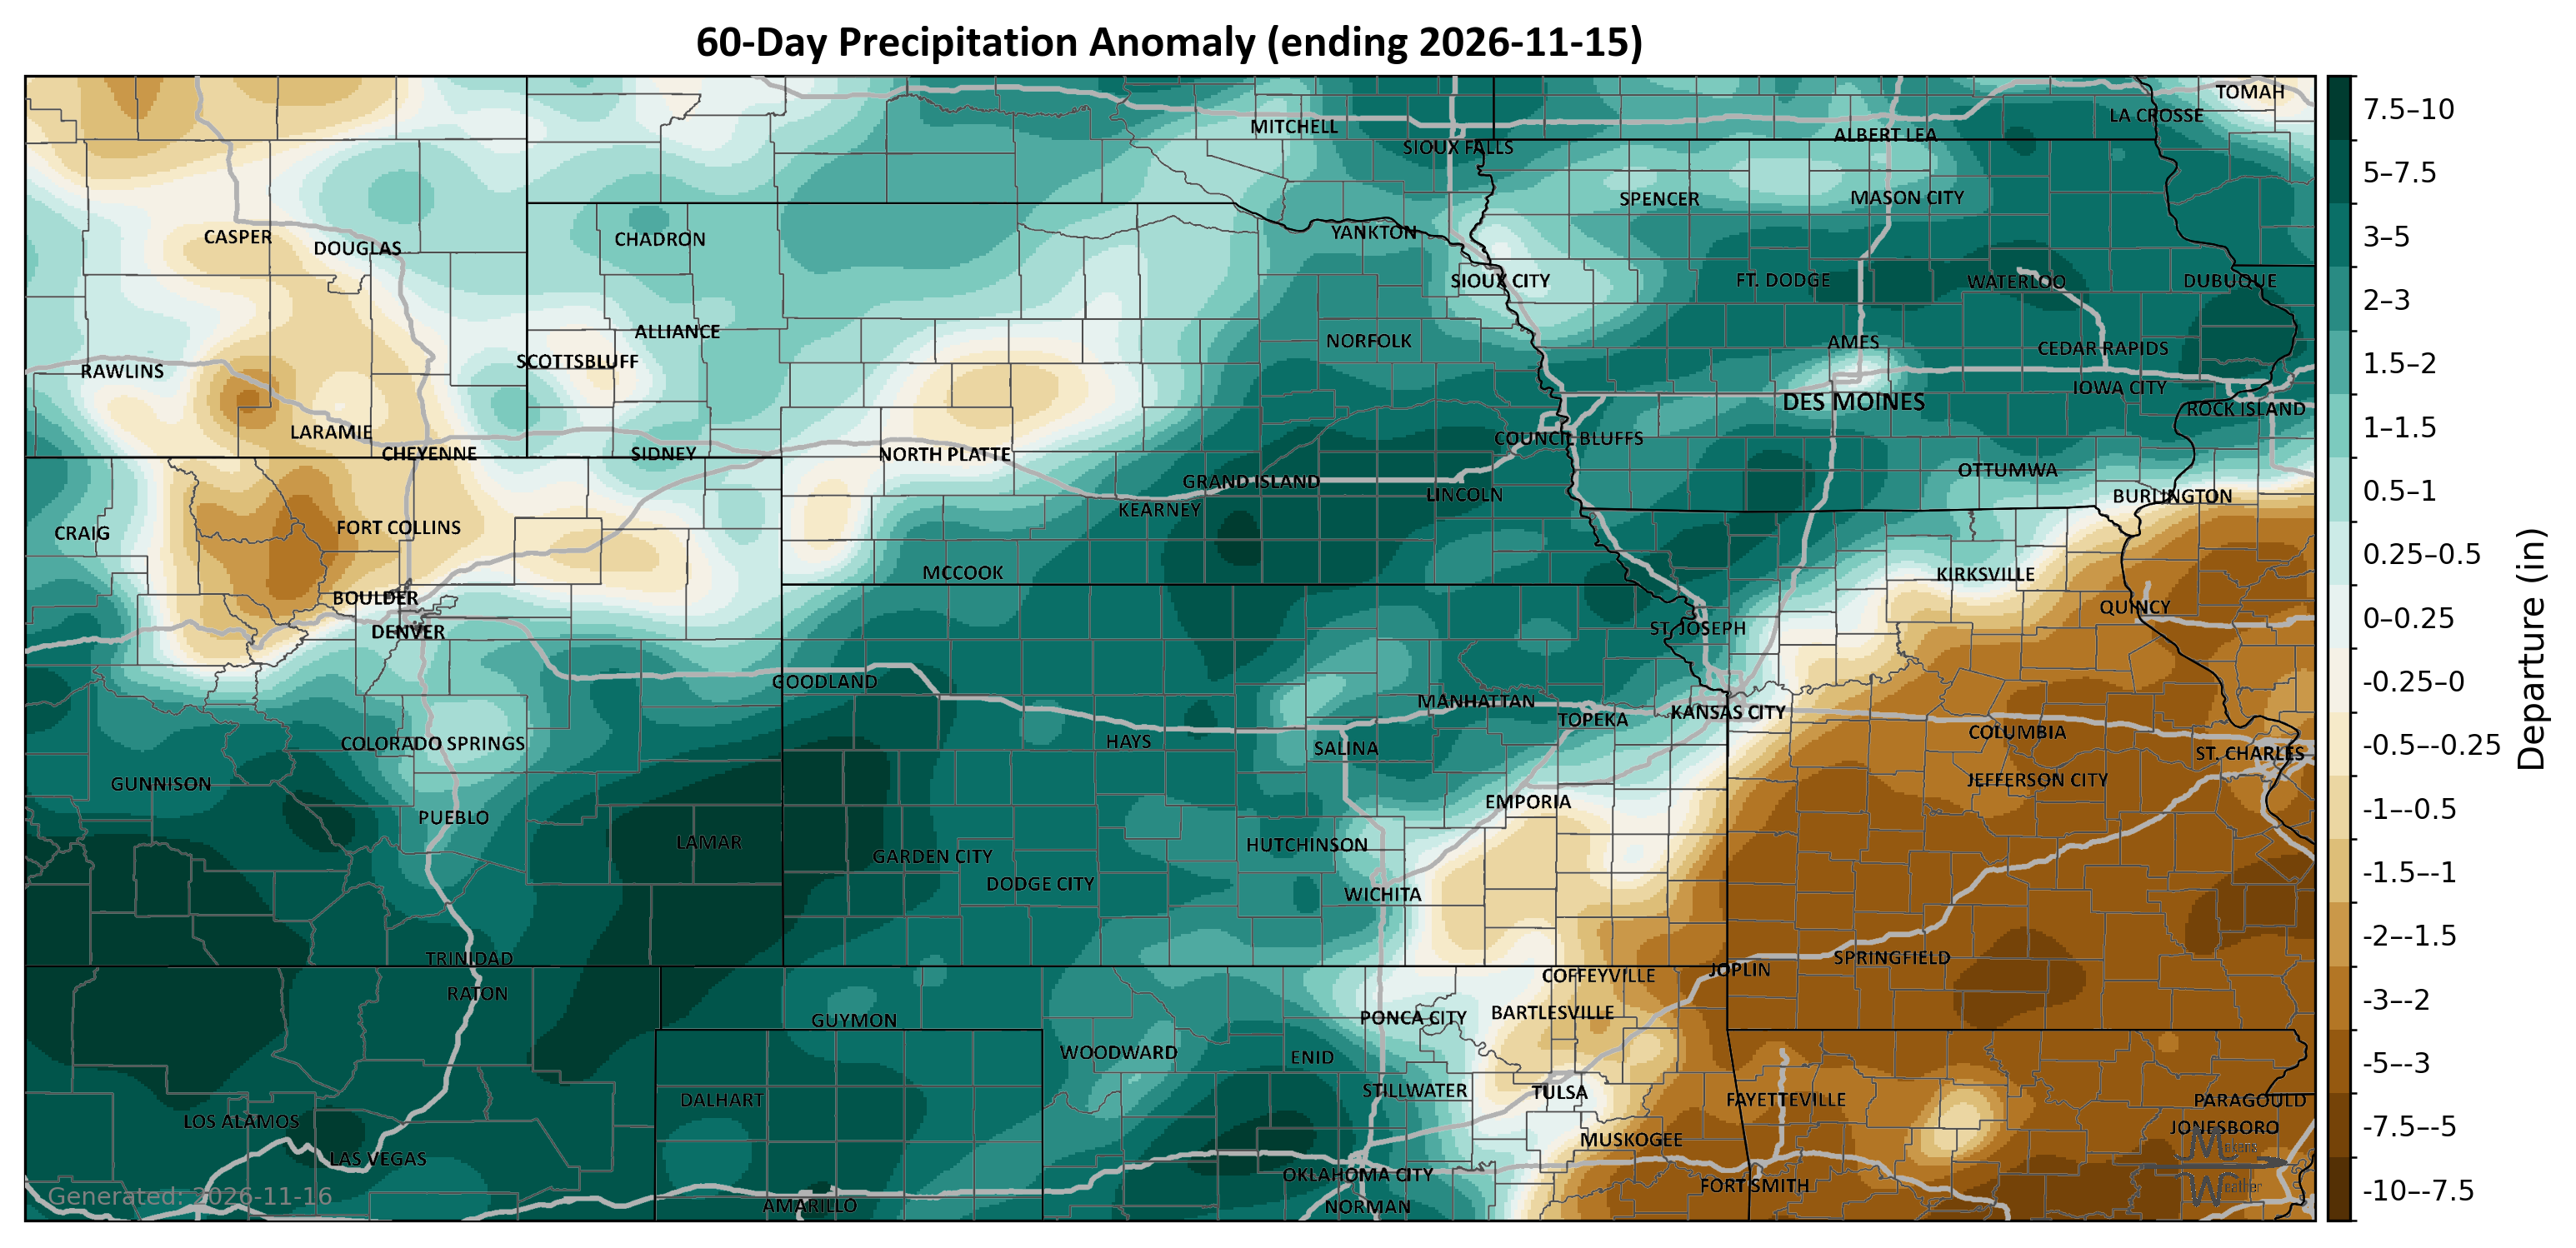 60-Day Precipitation Anomaly (ending 2026-11-15)
TOMAH
LA CROSSE
MITCHELL
ALBERT LEA
SIOUX FALLS
SPENCER
MASON CITY
CASPER
DOUGLAS
CHADRON
YANKTON
SIOUX CITY
FT. DODGE
WATERLOO
DUBUQUE
ALLIANCE
NORFOLK
AMES
CEDAR RAPIDS
SCOTTSBLUFF
RAWLINS
IOWA CITY
DES MOINES
ROCK ISLAND
LARAMIE
COUNCIL BLUFFS
CHEYENNE
SIDNEY
NORTH PLATTE
OTTUMWA
GRAND ISLAND
LINCOLN
BURLINGTON
KEARNEY
CRAIG
FORT COLLINS
MCCOOK
KIRKSVILLE
BOULDER
QUINCY
DENVER
ST. JOSEPH
GOODLAND
MANHATTAN
TOPEKA
KANSAS CITY
COLUMBIA
COLORADO SPRINGS
HAYS
SALINA
ST. CHARLES
GUNNISON
JEFFERSON CITY
EMPORIA
PUEBLO
LAMAR
GARDEN CITY
HUTCHINSON
DODGE CITY
WICHITA
TRINIDAD
SPRINGFIELD
JOPLIN
COFFEYVILLE
RATON
GUYMON
PONCA CITY
BARTLESVILLE
WOODWARD
ENID
STILLWATER
TULSA
DALHART
FAYETTEVILLE
PARAGOULD
LOS ALAMOS
JONESBORO
MUSKOGEE
LAS VEGAS
OKLAHOMA CITY
FORT SMITH
AMARILLO
NORMAN
Makens
Weather
Generated: 2026-11-16
7.5–10
5–7.5
3–5
2–3
1.5–2
1–1.5
0.5–1
0.25–0.5
0–0.25
-0.25–0
-0.5–-0.25
-1–-0.5
-1.5–-1
-2–-1.5
-3–-2
-5–-3
-7.5–-5
-10–-7.5
Departure (in)